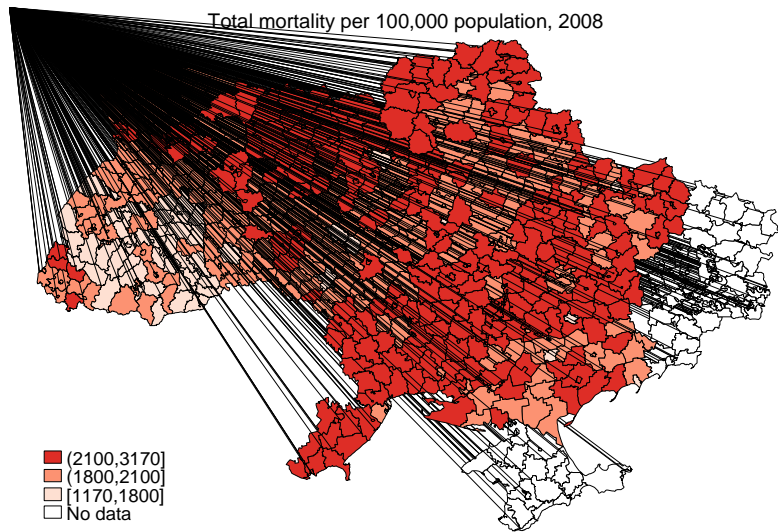 Total mortality per 100,000 population, 2008
(2100,3170]
(1800,2100]
[1170,1800]
No data